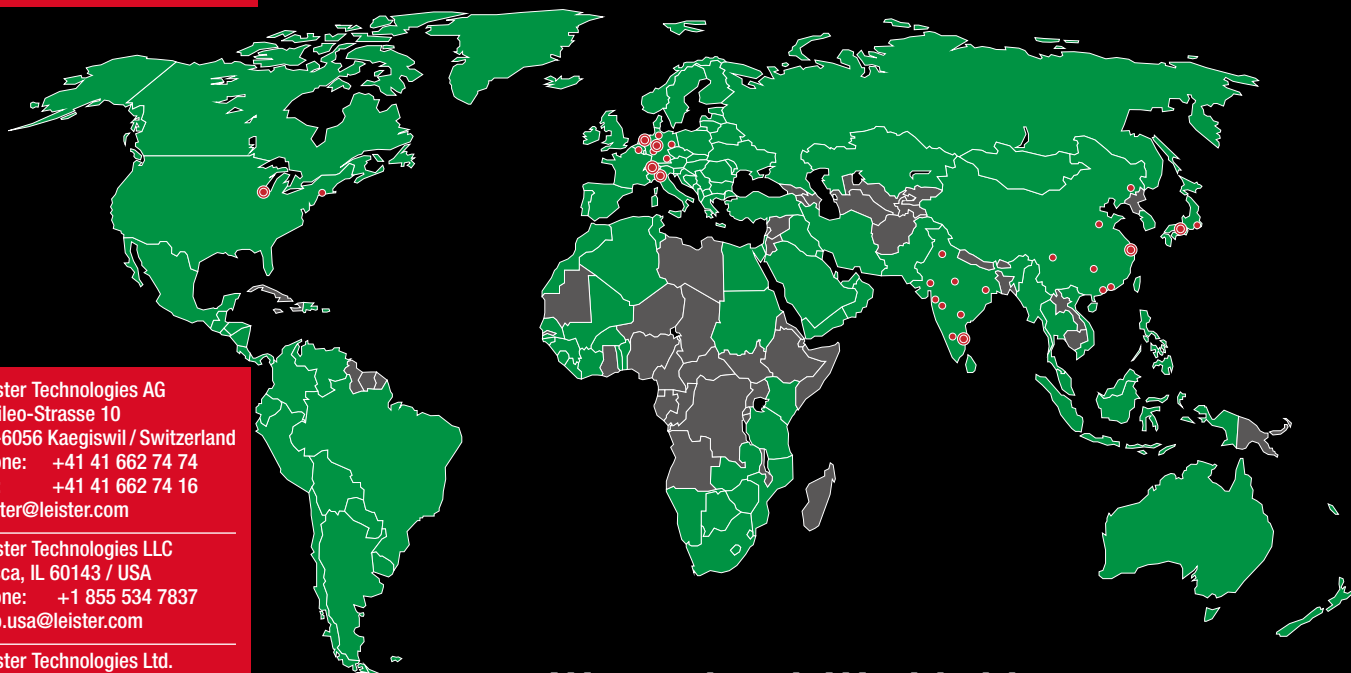 ster Technologies AG
ileo-Strasse 10
-6056 Kaegiswil / Switzerland
one: +41 41 662 74 74
+41 41 662 74 16
ter@leister.com
ster Technologies LLC
sca, IL 60143 / USA
one: +1 855 534 7837
o.usa@leister.com
ster Technologies Ltd.